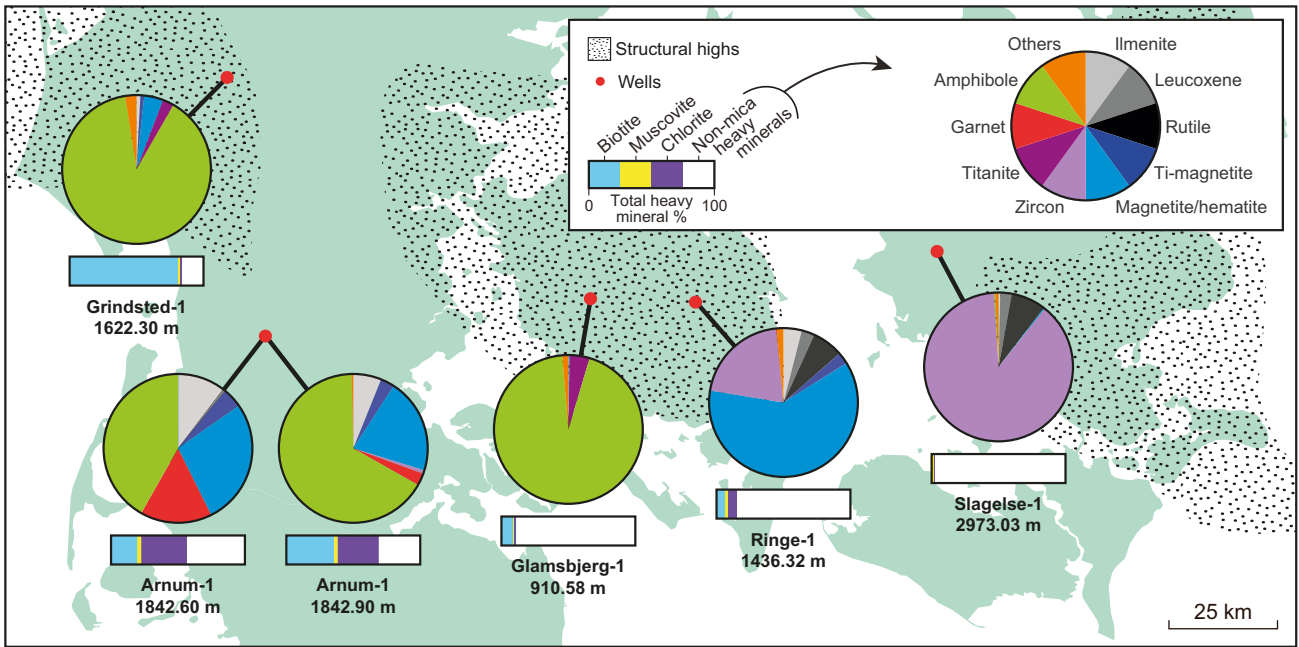 Structural highs
Wells
Biotite
Muscovite
Chlorite
Non-mica
heavy
minerals
0
Total heavy
mineral %
100
Others
Ilmenite
Amphibole
Leucoxene
Garnet
Rutile
Titanite
Ti-magnetite
Zircon
Magnetite/hematite
Grindsted-1
1622.30 m
Arnum-1
1842.60 m
Arnum-1
1842.90 m
Glamsbjerg-1
910.58 m
Ringe-1
1436.32 m
Slagelse-1
2973.03 m
25 km